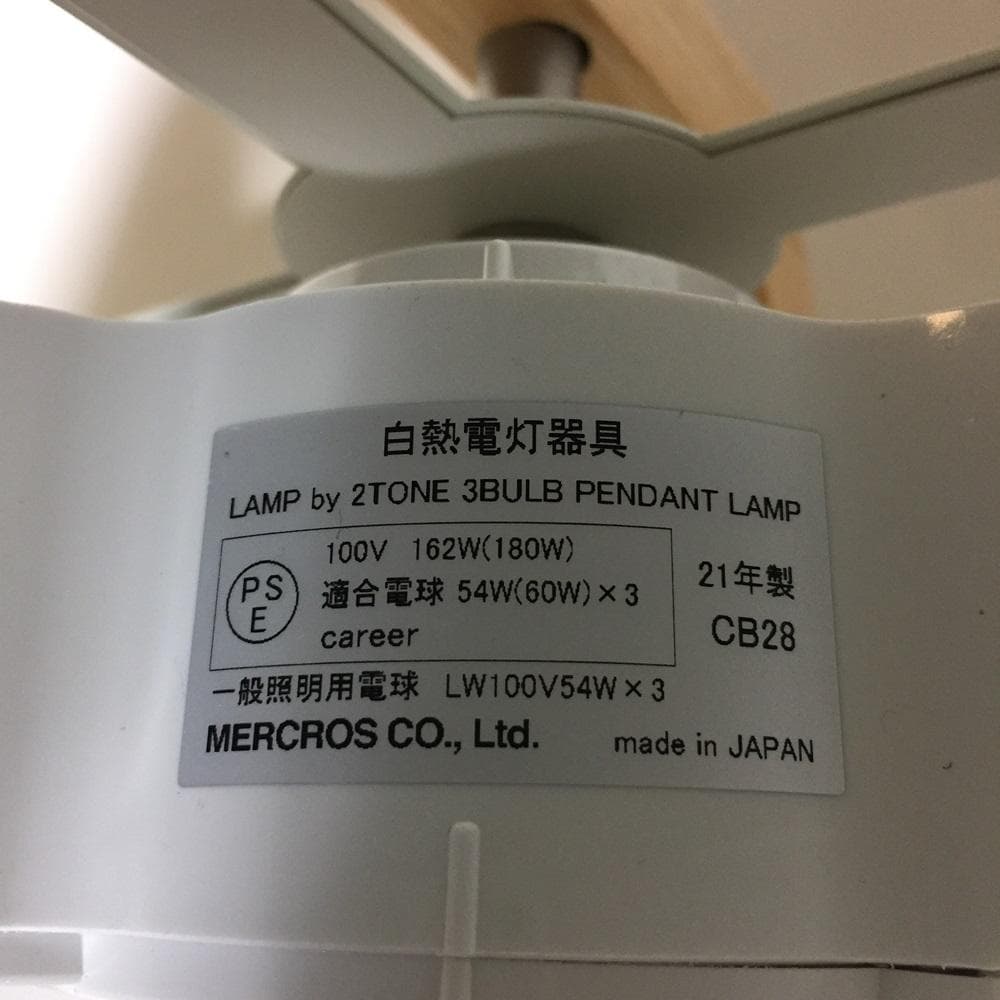 白熱電灯器具
LAMP by 2TONE 3BULB PENDANT LAMP
PS
E
100V 162W(180W)
適合電球 54W(60W)×3
career
21年製
CB28
一般照明用電球 LW100V54W×3
MERCROS CO., Ltd.
made in JAPAN